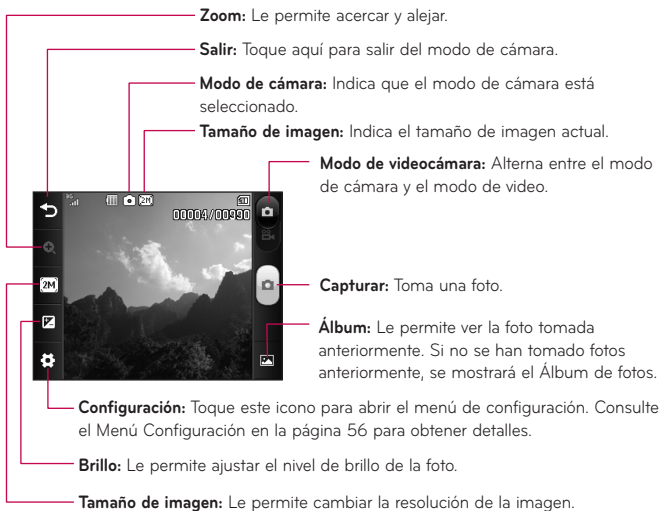 Zoom: Le permite acercar y alejar.
Salir: Toque aquí para salir del modo de cámara.
Modo de cámara: Indica que el modo de cámara está
seleccionado.
Tamaño de imagen: Indica el tamaño de imagen actual.
Modo de videocámara: Alterna entre el modo
de cámara y el modo de video.
3G
2M
00004/00990
2M
Capturar: Toma una foto.
Álbum: Le permite ver la foto tomada
anteriormente. Si no se han tomado fotos
anteriormente, se mostrará el Álbum de fotos.
Configuración: Toque este icono para abrir el menú de configuración. Consulte
el Menú Configuración en la página 56 para obtener detalles.
Brillo: Le permite ajustar el nivel de brillo de la foto.
Tamaño de imagen: Le permite cambiar la resolución de la imagen.